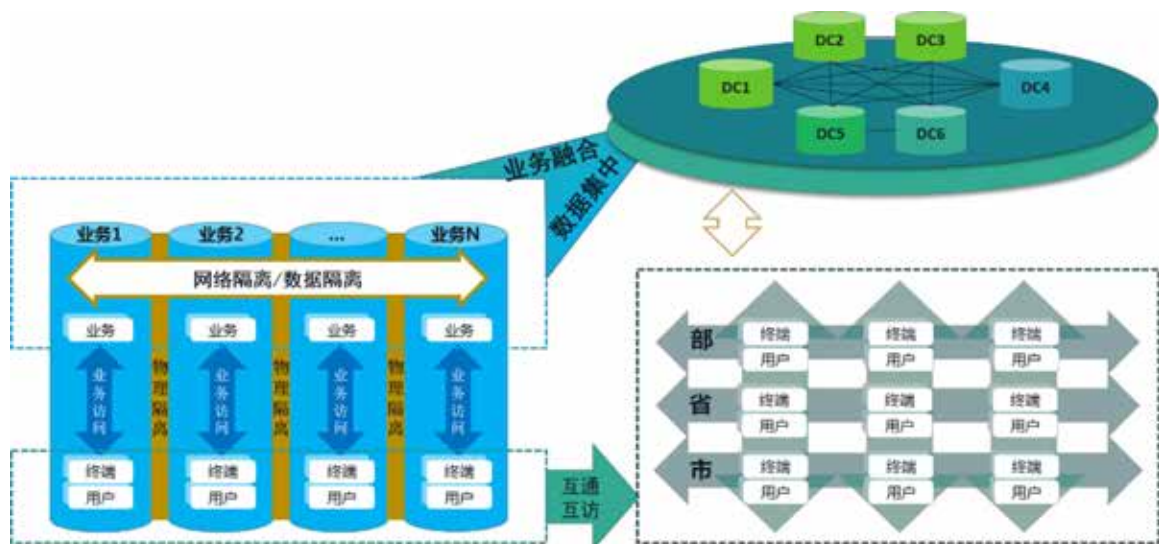 DC2
DC3
DC1
DC4
DC5
DC6
业务融合
数据集中
业务1
业务2
...
业务N
网络隔离/数据隔离
业务
业务
业务
业务
业务访问
物理隔离
业务访问
物理隔离
业务访问
物理隔离
业务访问
终端
终端
终端
终端
用户
用户
用户
用户
互通
互访
部
终端
终端
终端
用户
用户
用户
省
终端
终端
终端
用户
用户
用户
市
终端
终端
终端
用户
用户
用户